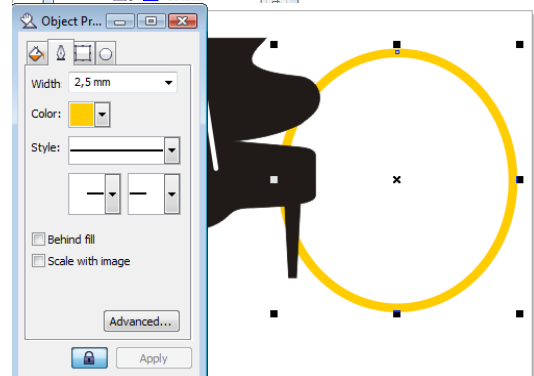 Object Pr...
Width: 2,5 mm
Color:
Style:
Behind fill
Scale with image
Advanced...
Apply